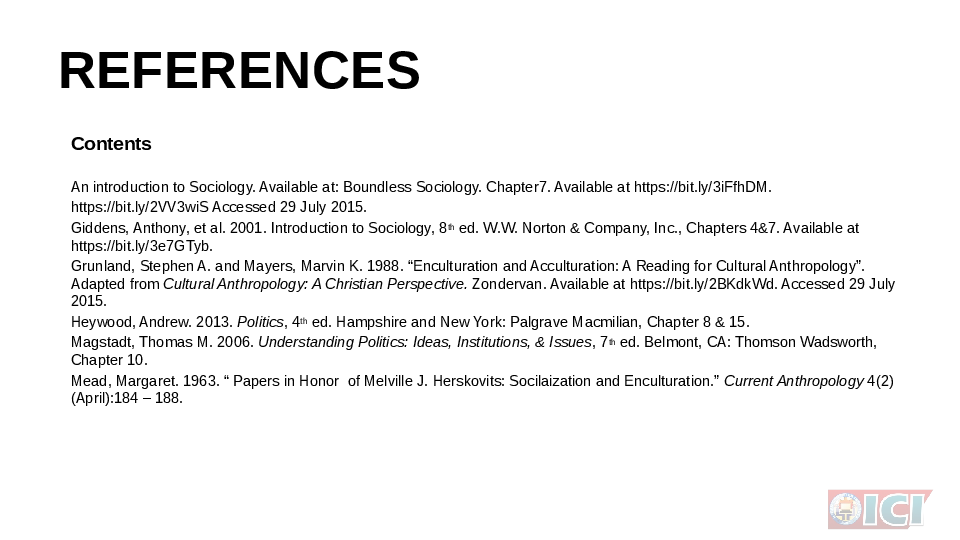 REFERENCES
Contents
An introduction to Sociology. Available at: Boundless Sociology. Chapter7. Available at https://bit.ly/3iFfhDM.
https://bit.ly/2VV3wiS Accessed 29 July 2015.
Giddens, Anthony, et al. 2001. Introduction to Sociology, 8th ed. W.W. Norton & Company, Inc., Chapters 4&7. Available at
https://bit.ly/3e7GTyb.
Grunland, Stephen A. and Mayers, Marvin K. 1988. “Enculturation and Acculturation: A Reading for Cultural Anthropology”.
Adapted from Cultural Anthropology: A Christian Perspective. Zondervan. Available at https://bit.ly/2BKdkWd. Accessed 29 July
2015.
Heywood, Andrew. 2013. Politics, 4th ed. Hampshire and New York: Palgrave Macmilian, Chapter 8 & 15.
Magstadt, Thomas M. 2006. Understanding Politics: Ideas, Institutions, & Issues, 7th ed. Belmont, CA: Thomson Wadsworth,
Chapter 10.
Mead, Margaret. 1963. “ Papers in Honor  of Melville J. Herskovits: Socilaization and Enculturation.” Current Anthropology 4(2)
(April):184 – 188.
ICI